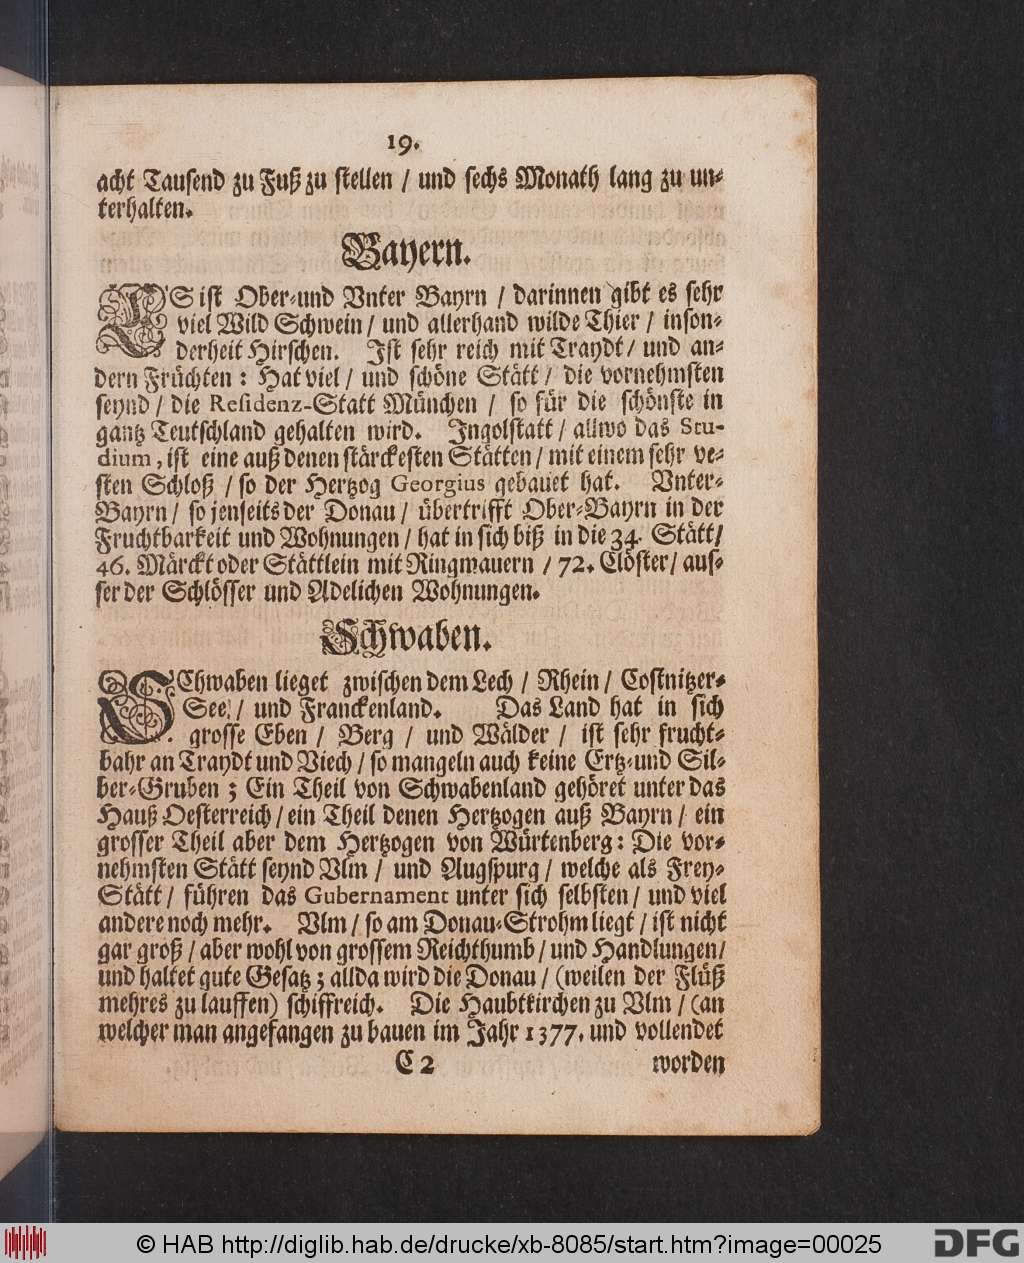 19.
acht Tausend zu Fuß zu stellen / und sechs Monath lang zu un-
terhalten.
Bayern.
ES ist Ober-und Vnter Bayrn / darinnen gibt es sehr
viel Wild Schwein / und allerhand wilde Thier / inson-
derheit Hirschen. Ist sehr reich mit Traydt / und an-
dern Früchten : Hat viel / und schöne Stätt / die vornehmsten
seynd / die Residenz-Statt München / so für die schönste in
gantz Teutschland gehalten wird. Ingolstatt / allwo das Stu-
dium, ist eine auß denen stärckesten Stätten / mit einem sehr ve-
sten Schloß / so der Hertzog Georgius gebauet hat. Vnter-
Bayrn / so jenseits der Donau / übertrifft Ober-Bayrn in der
Fruchtbarkeit und Wohnungen / hat in sich biß in die 34. Stätt /
46. Märckt oder Stättlein mit Ringmauern / 72. Clöster / aus-
ser der Schlösser und Adelichen Wohnungen.
Schwaben.
SChwaben lieget zwischen dem Lech / Rhein / Costnitzer-
See / und Franckenland. Das Land hat in sich
grosse Eben / Berg / und Wälder / ist sehr frucht-
bahr an Traydt und Viech / so mangeln auch keine Ertz-und Sil-
ber-Gruben ; Ein Theil von Schwabenland gehöret unter das
Hauß Oesterreich / ein Theil denen Hertzogen auß Bayrn / ein
grosser Theil aber dem Hertzogen von Würtenberg : Die vor-
nehmsten Stätt seynd Vlm / und Augspurg / welche als Frey-
Stätt / führen das Gubernament unter sich selbsten / und viel
andere noch mehr. Vlm / so am Donau-Strohm liegt / ist nicht
gar groß / aber wohl von grossem Reichthumb / und Handlungen /
und haltet gute Gesatz ; allda wird die Donau / (weilen der Flüß
mehres zu lauffen) schiffreich. Die Haubtkirchen zu Vlm / (an
welcher man angefangen zu bauen im Jahr 1377. und vollendet
C 2 worden
© HAB http://diglib.hab.de/drucke/xb-8085/start.htm?image=00025
DFG